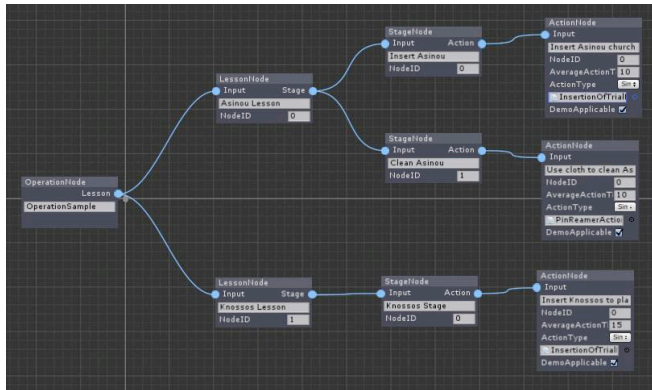 OperationNode
Lesson
OperationSample
LessonNode
Input Stage
Asinou Lesson
NodeID 0
StageNode
Input Action
Insert Asinou
NodeID 0
ActionNode
Input
Insert Asinou church
NodeID 0
AverageActionT 10
ActionType Sin
InsertionOfTrial
DemoApplicable
StageNode
Input Action
Clean Asinou
NodeID 1
ActionNode
Input
Use cloth to clean As
NodeID 0
AverageActionT 10
ActionType Sin
PinReamerActio
DemoApplicable
LessonNode
Input Stage
Knossos Lesson
NodeID 1
StageNode
Input Action
Knossos Stage
NodeID 0
ActionNode
Input
Insert Knossos to pla
NodeID 0
AverageActionT 15
ActionType Sin
InsertionOfTrial
DemoApplicable